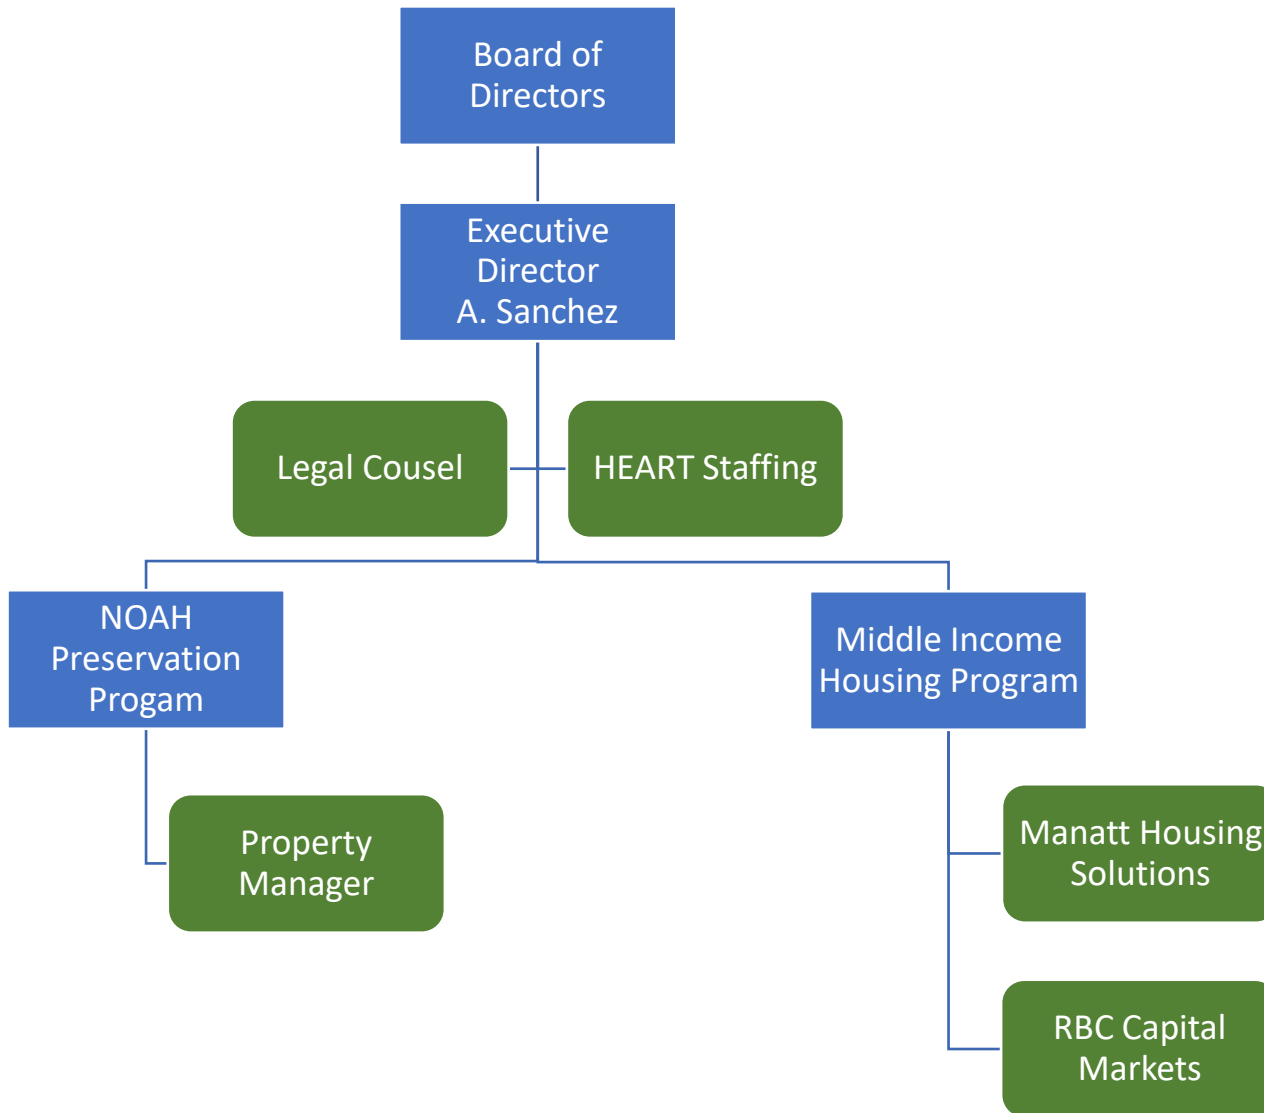 Board of
Directors
Executive
Director
A. Sanchez
Legal Cousel
HEART Staffing
NOAH
Preservation
Progam
Middle Income
Housing Program
Property
Manager
Manatt Housing
Solutions
RBC Capital
Markets